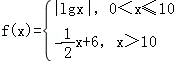 f(x)={ |lgx|, 0<x≤10
-1/2x+6, x>10